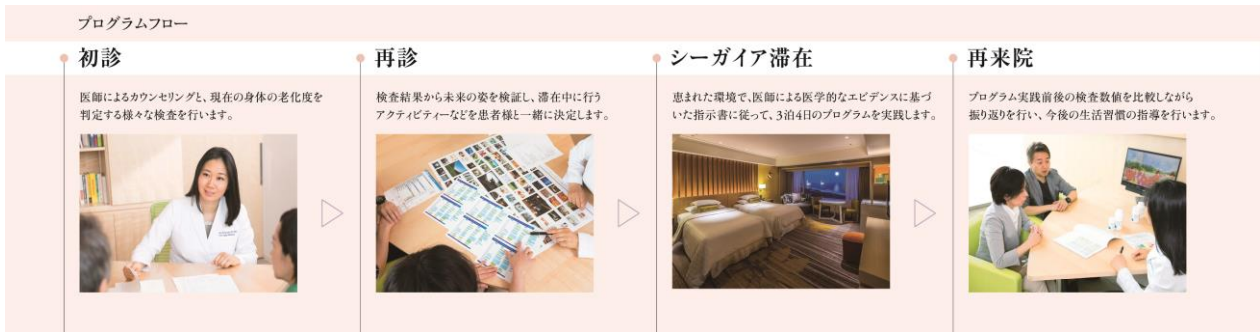 プログラムフロー
初診
医師によるカウンセリングと、現在の身体の老化度を
判定する様々な検査を行います。
再診
検査結果から未来の姿を検証し、滞在中に行う
アクティビティーなどを患者様と一緒に決定します。
シーガイア滞在
恵まれた環境で、医師による医学的なエビデンスに基づ
いた指示書に従って、3泊4日のプログラムを実践します。
再来院
プログラム実践前後の検査数値を比較しながら
振り返りを行い、今後の生活習慣の指導を行います。